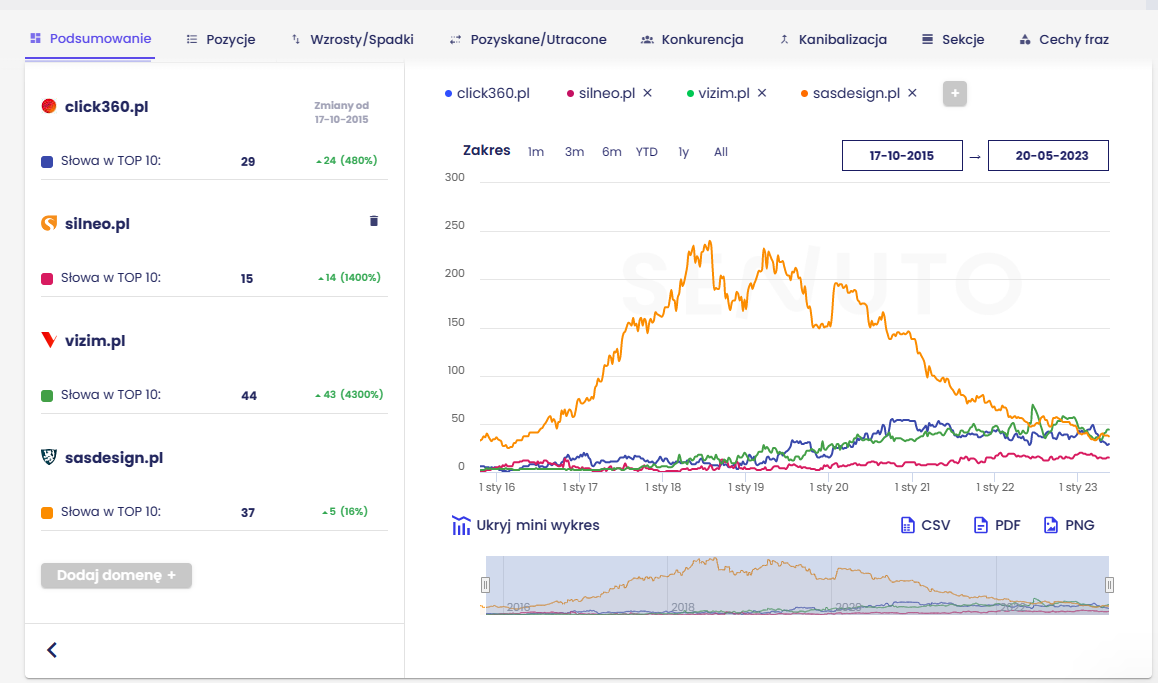 Podsumowanie Pozycje Wzrosty/Spadki Pozyskane/Utracone Konkurencja Kanibalizacja Sekcje Cechy fraz
click360.pl
Zmiany od
17-10-2015
Słowa w TOP 10: 29 24 (480%)
silneo.pl
Słowa w TOP 10: 15 14 (1400%)
vizim.pl
Słowa w TOP 10: 44 43 (4300%)
sasdesign.pl
Słowa w TOP 10: 37 5 (16%)
Dodaj domenę +
click360.pl silneo.pl × vizim.pl × sasdesign.pl × +
Zakres 1m 3m 6m YTD 1y All 17-10-2015 → 20-05-2023
300
250
200
150
100
50
0
SENUTO
1 sty 16 1 sty 17 1 sty 18 1 sty 19 1 sty 20 1 sty 21 1 sty 22 1 sty 23
Ukryj mini wykres CSV PDF PNG
2016 2018 2020 2022